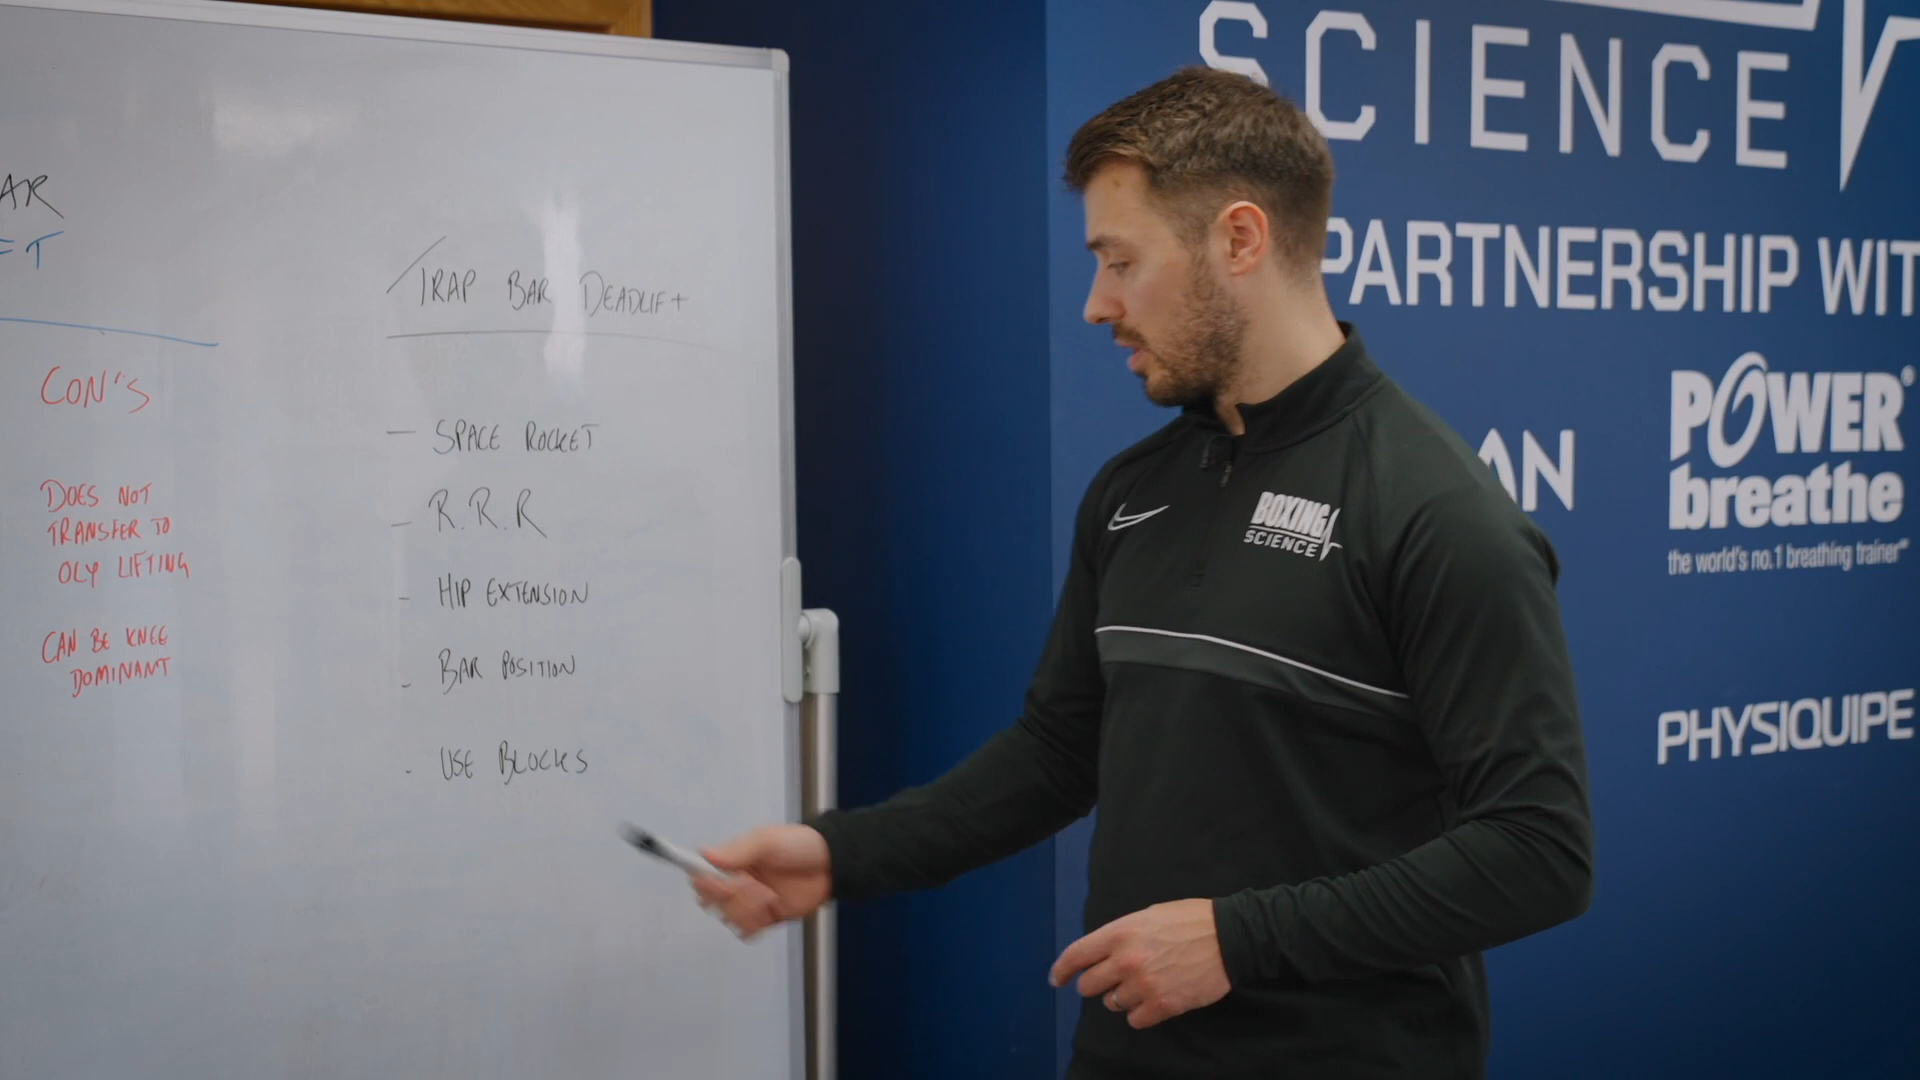 AR
FT
CON'S
DOES NOT
TRANSFER TO
OLY LIFTING
CAN BE KNEE
DOMINANT
TRAP BAR DEADLIFT
- SPACE ROCKET
- R.R.R
- HIP EXTENSION
- BAR POSITION
- USE BLOCKS
BOXING
SCIENCE
SCIENCE
PARTNERSHIP WIT
AN
POWER®
breathe
the world's no.1 breathing trainer
PHYSIQUIPE